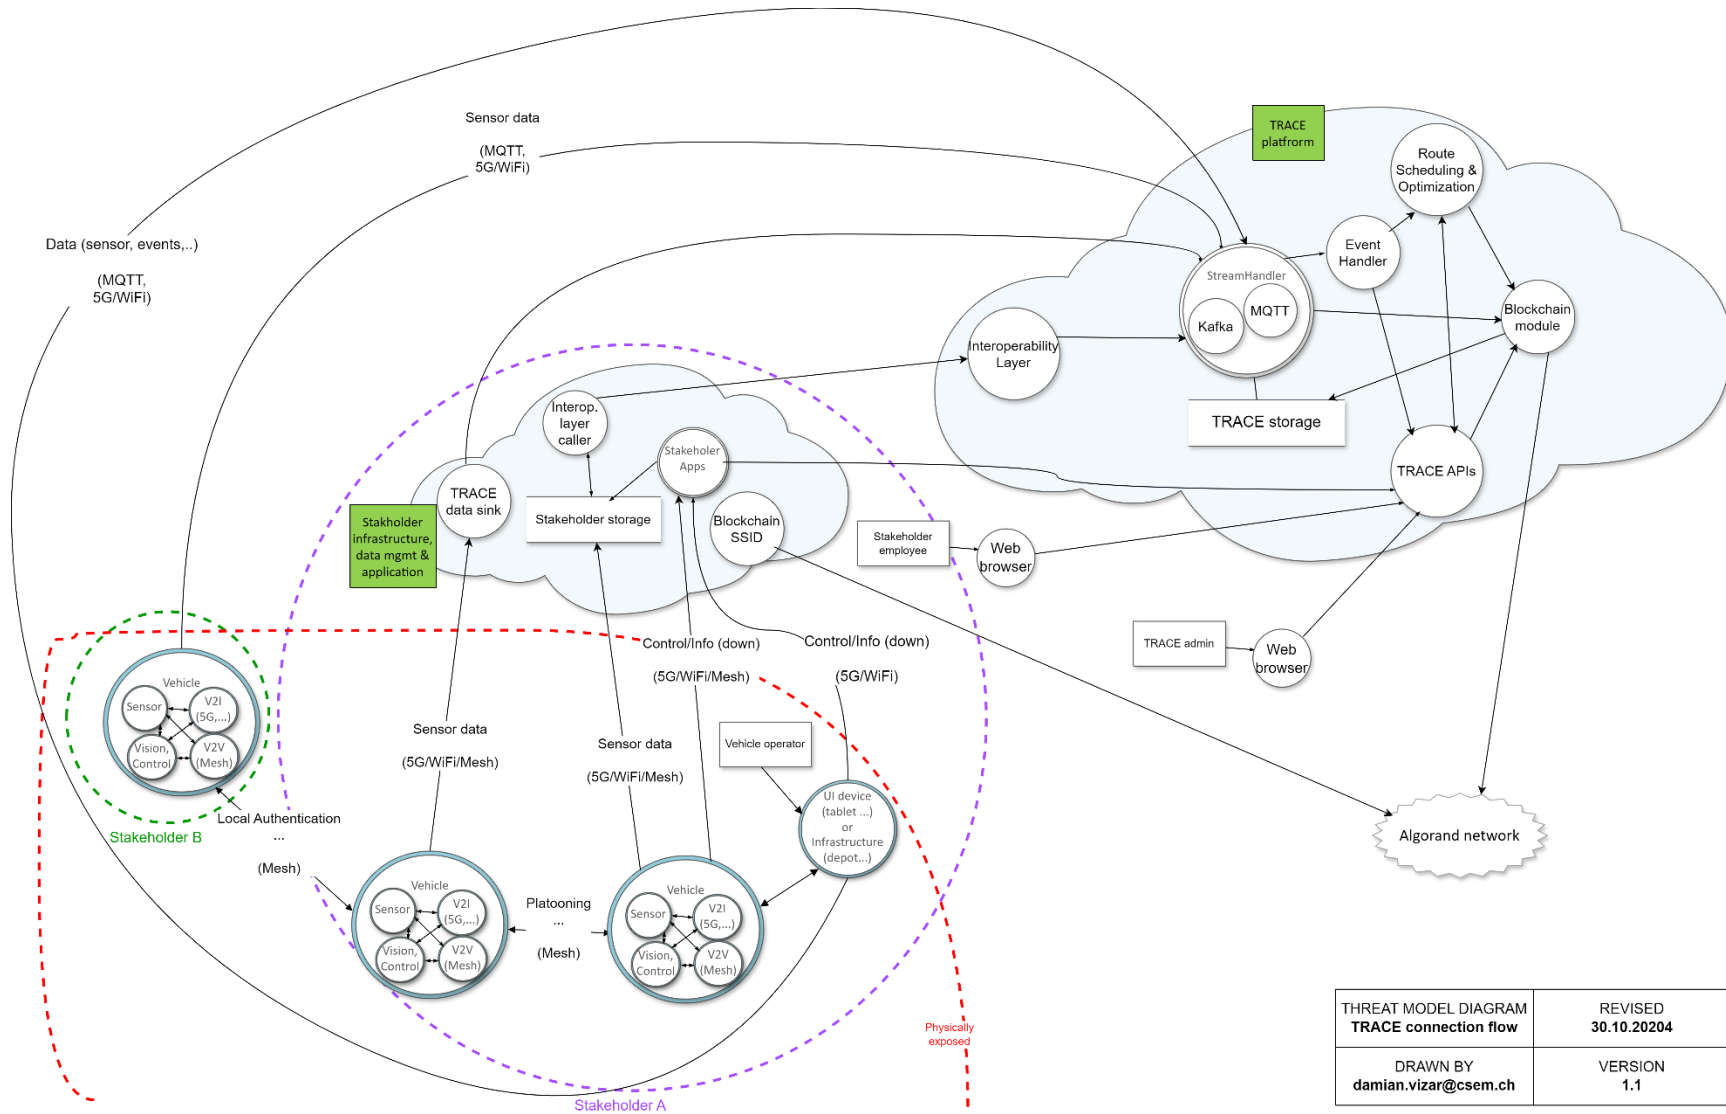 Sensor data
(MQTT,
5G/WiFi)
Data (sensor, events,..)
(MQTT,
5G/WiFi)
TRACE
platfrorm
Route
Scheduling &
Optimization
Event
Handler
StreamHandler
Kafka
MQTT
Blockchain
module
Interoperability
Layer
TRACE storage
TRACE APIs
Interop.
layer
caller
Stakeholer
Apps
TRACE
data sink
Stakeholder storage
Blockchain
SSID
Stakholder
infrastructure,
data mgmt &
application
Stakeholder
employee
Web
browser
TRACE admin
Web
browser
Control/Info (down)
(5G/WiFi/Mesh)
Control/Info (down)
(5G/WiFi)
Vehicle
Sensor
V2I
(5G,...)
Vision,
Control
V2V
(Mesh)
Stakeholder B
Sensor data
(5G/WiFi/Mesh)
Sensor data
(5G/WiFi/Mesh)
Vehicle operator
UI device
(tablet ...)
or
Infrastructure
(depot...)
Local Authentication
...
(Mesh)
Vehicle
Sensor
V2I
(5G,...)
Vision,
Control
V2V
(Mesh)
Platooning
...
(Mesh)
Vehicle
Sensor
V2I
(5G,...)
Vision,
Control
V2V
(Mesh)
Algorand network
Physically
exposed
Stakeholder A
THREAT MODEL DIAGRAM
TRACE connection flow
REVISED
30.10.20204
DRAWN BY
damian.vizar@csem.ch
VERSION
1.1